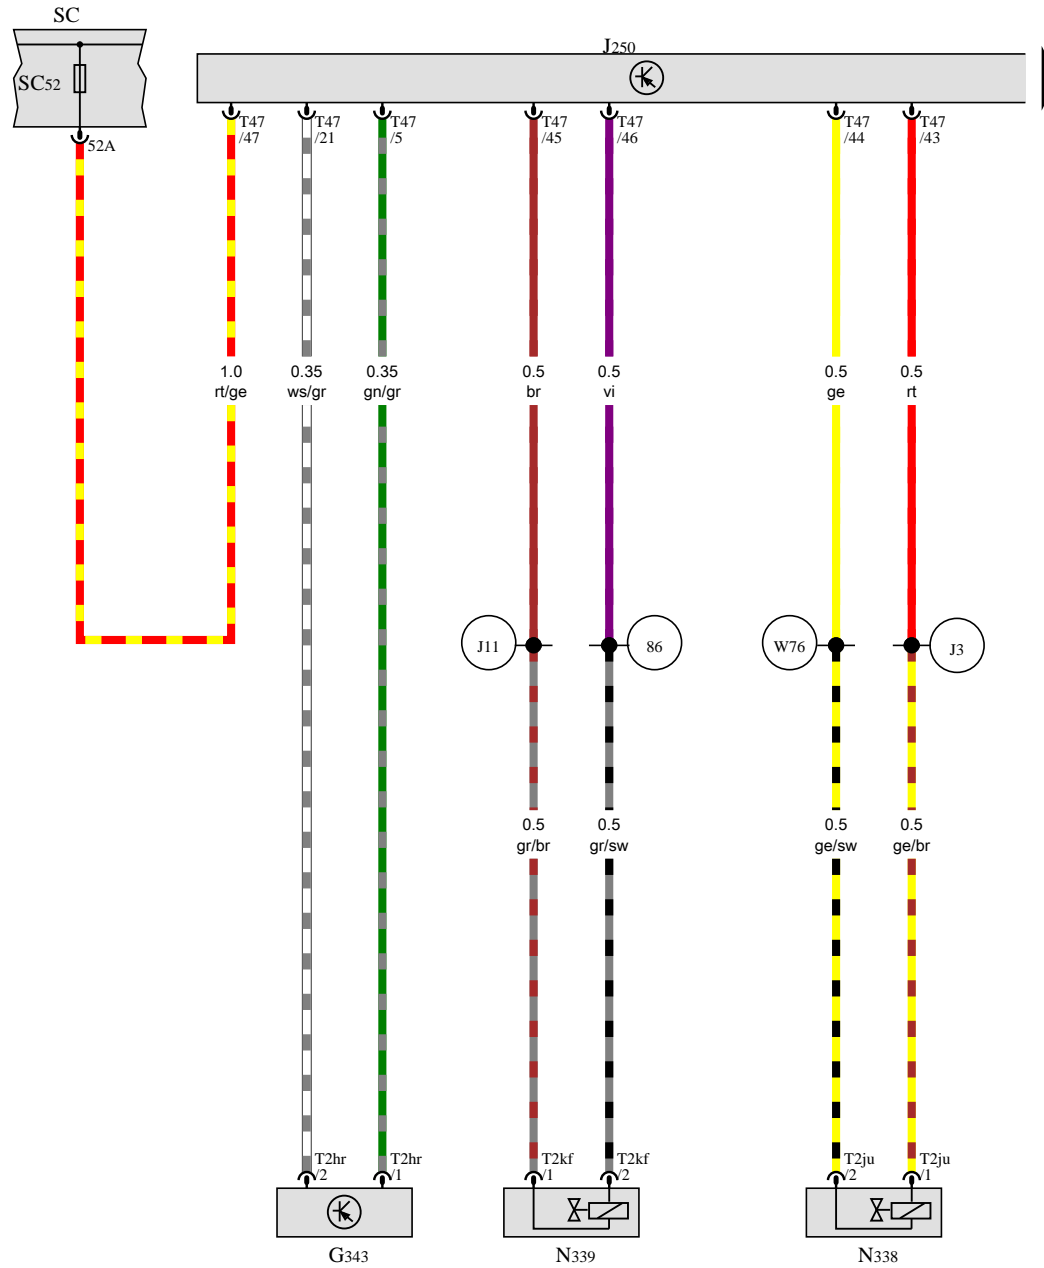 SC
J250
SC52
52A
T47
/47
T47
/21
T47
/5
T47
/45
T47
/46
T47
/44
T47
/43
1.0
rt/ge
0.35
ws/gr
0.35
gn/gr
0.5
br
0.5
vi
0.5
ge
0.5
rt
J11
86
W76
J3
0.5
gr/br
0.5
gr/sw
0.5
ge/sw
0.5
ge/br
T2hr
/2
T2hr
/1
T2kf
/1
T2kf
/2
T2ju
/2
T2ju
/1
G343
N339
N338